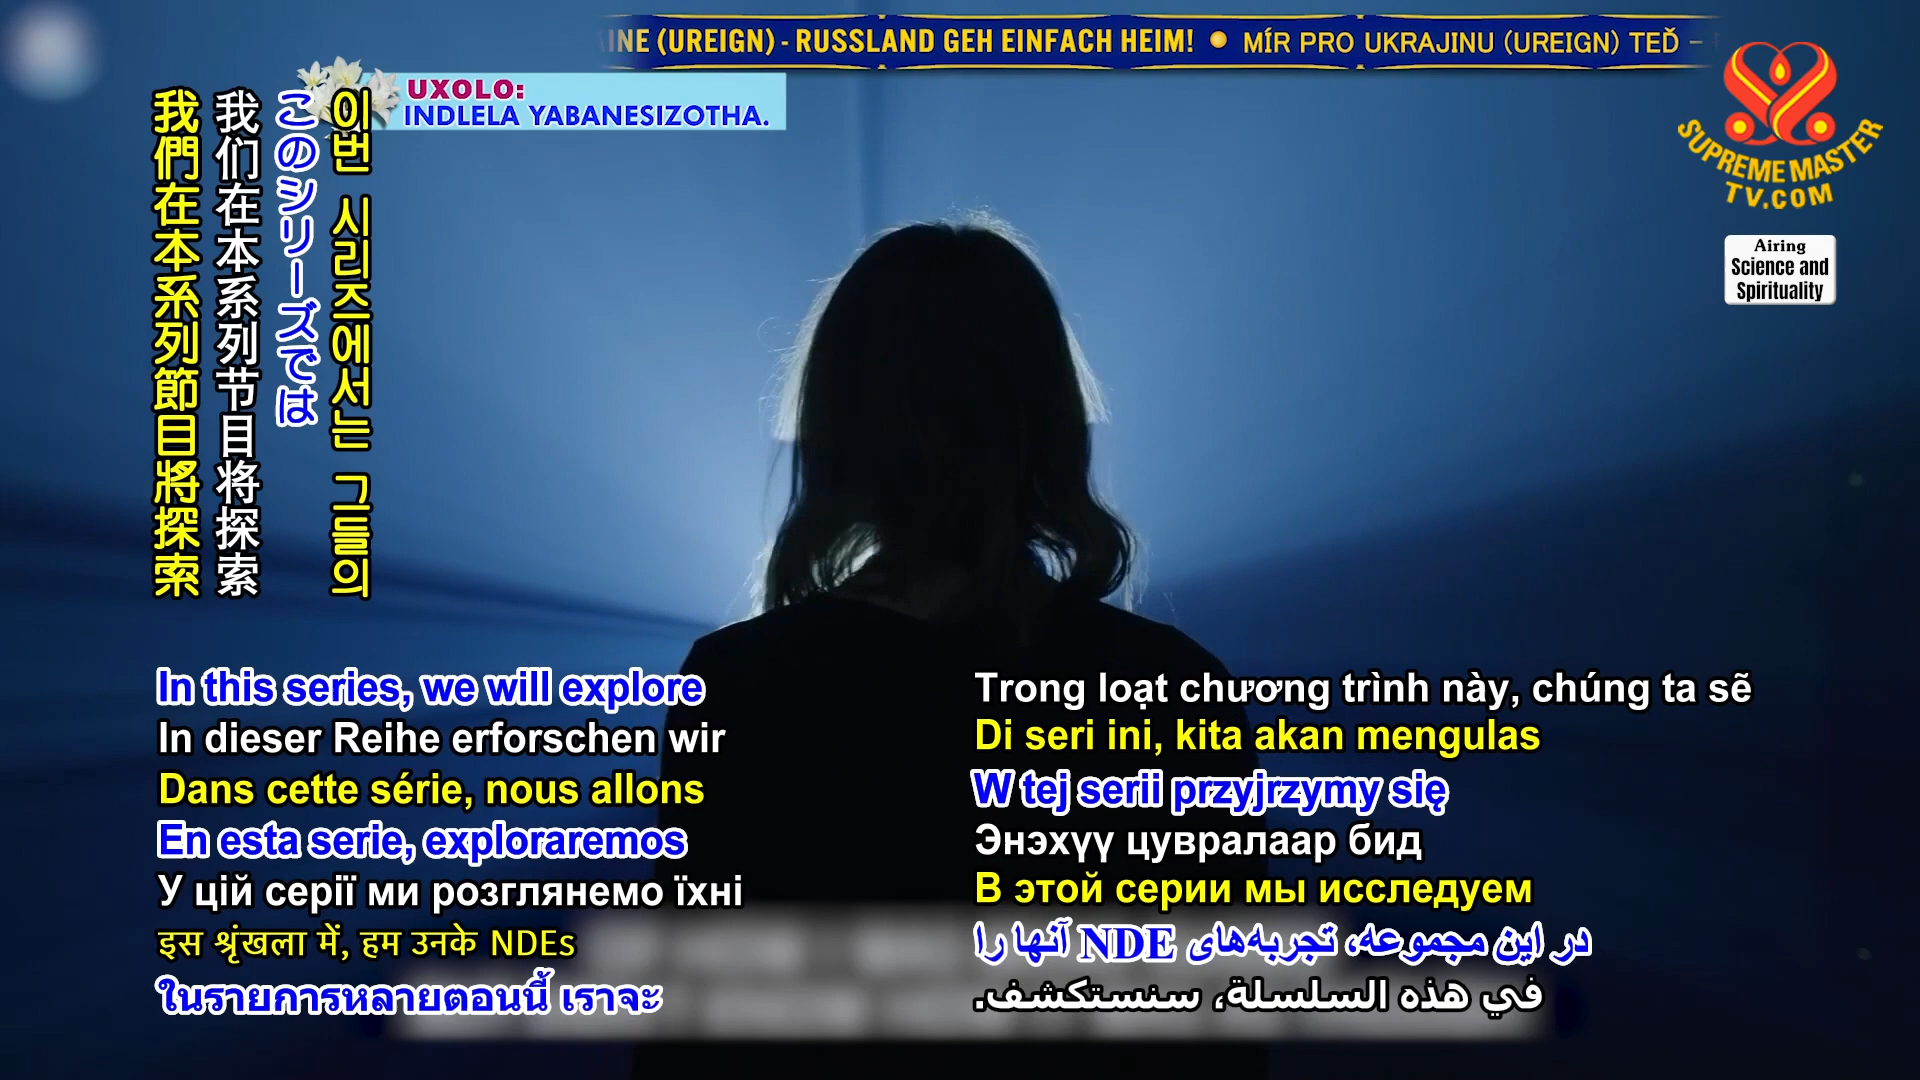 (UREIGN) - RUSSLAND GEH EINFACH HEIM! MÍR PRO UKRAJINU (UREIGN) TEĎ -
UXOLO:
INDLELA YABANESIZOTHA.
SUPREME MASTER
TV.COM
Airing
Science and
Spirituality
이번 시리즈에서는 그들의
このシリーズでは
我们在本系列节目将探索
我們在本系列節目將探索
In this series, we will explore
In dieser Reihe erforschen wir
Dans cette série, nous allons
En esta serie, exploraremos
У цій серії ми розглянемо їхні
इस श्रृंखला में, हम उनके NDEs
ในรายการหลายตอนนี้ เราจะ
Trong loạt chương trình này, chúng ta sẽ
Di seri ini, kita akan mengulas
W tej serii przyjrzymy się
Энэхүү цувралаар бид
В этой серии мы исследуем
در این مجموعه، تجربه‌های NDE آنها را
في هذه السلسلة، سنستكشف.